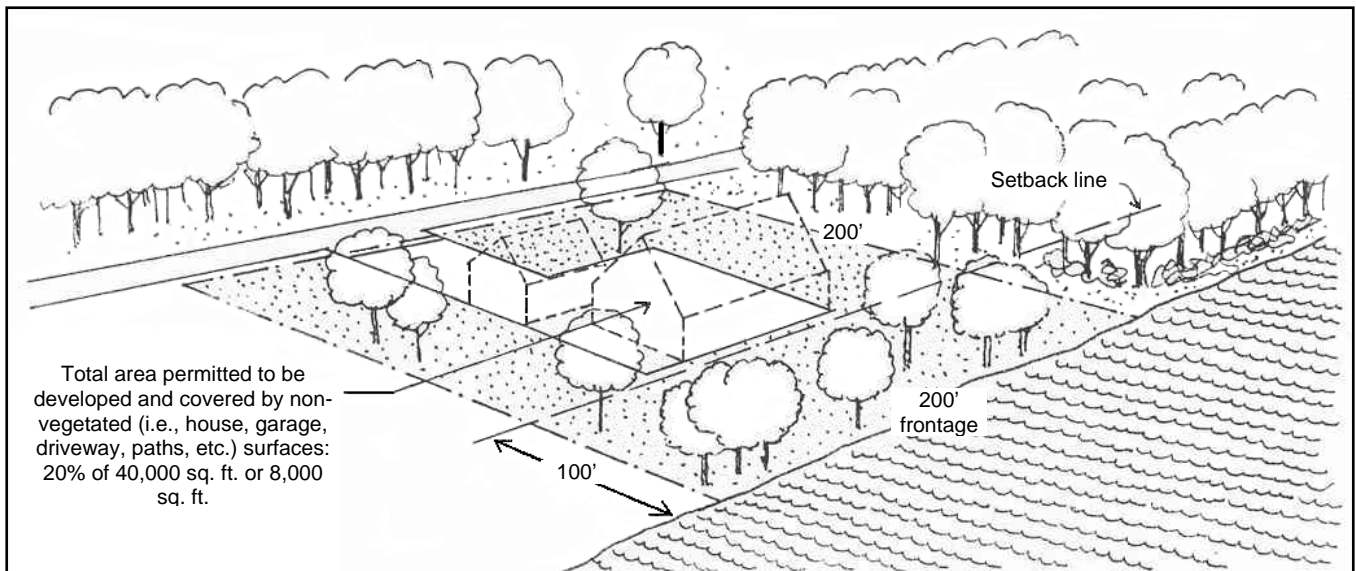 Setback line
200’
Total area permitted to be
developed and covered by non-
vegetated (i.e., house, garage,
driveway, paths, etc.) surfaces:
20% of 40,000 sq. ft. or 8,000
sq. ft.
200’
frontage
100’